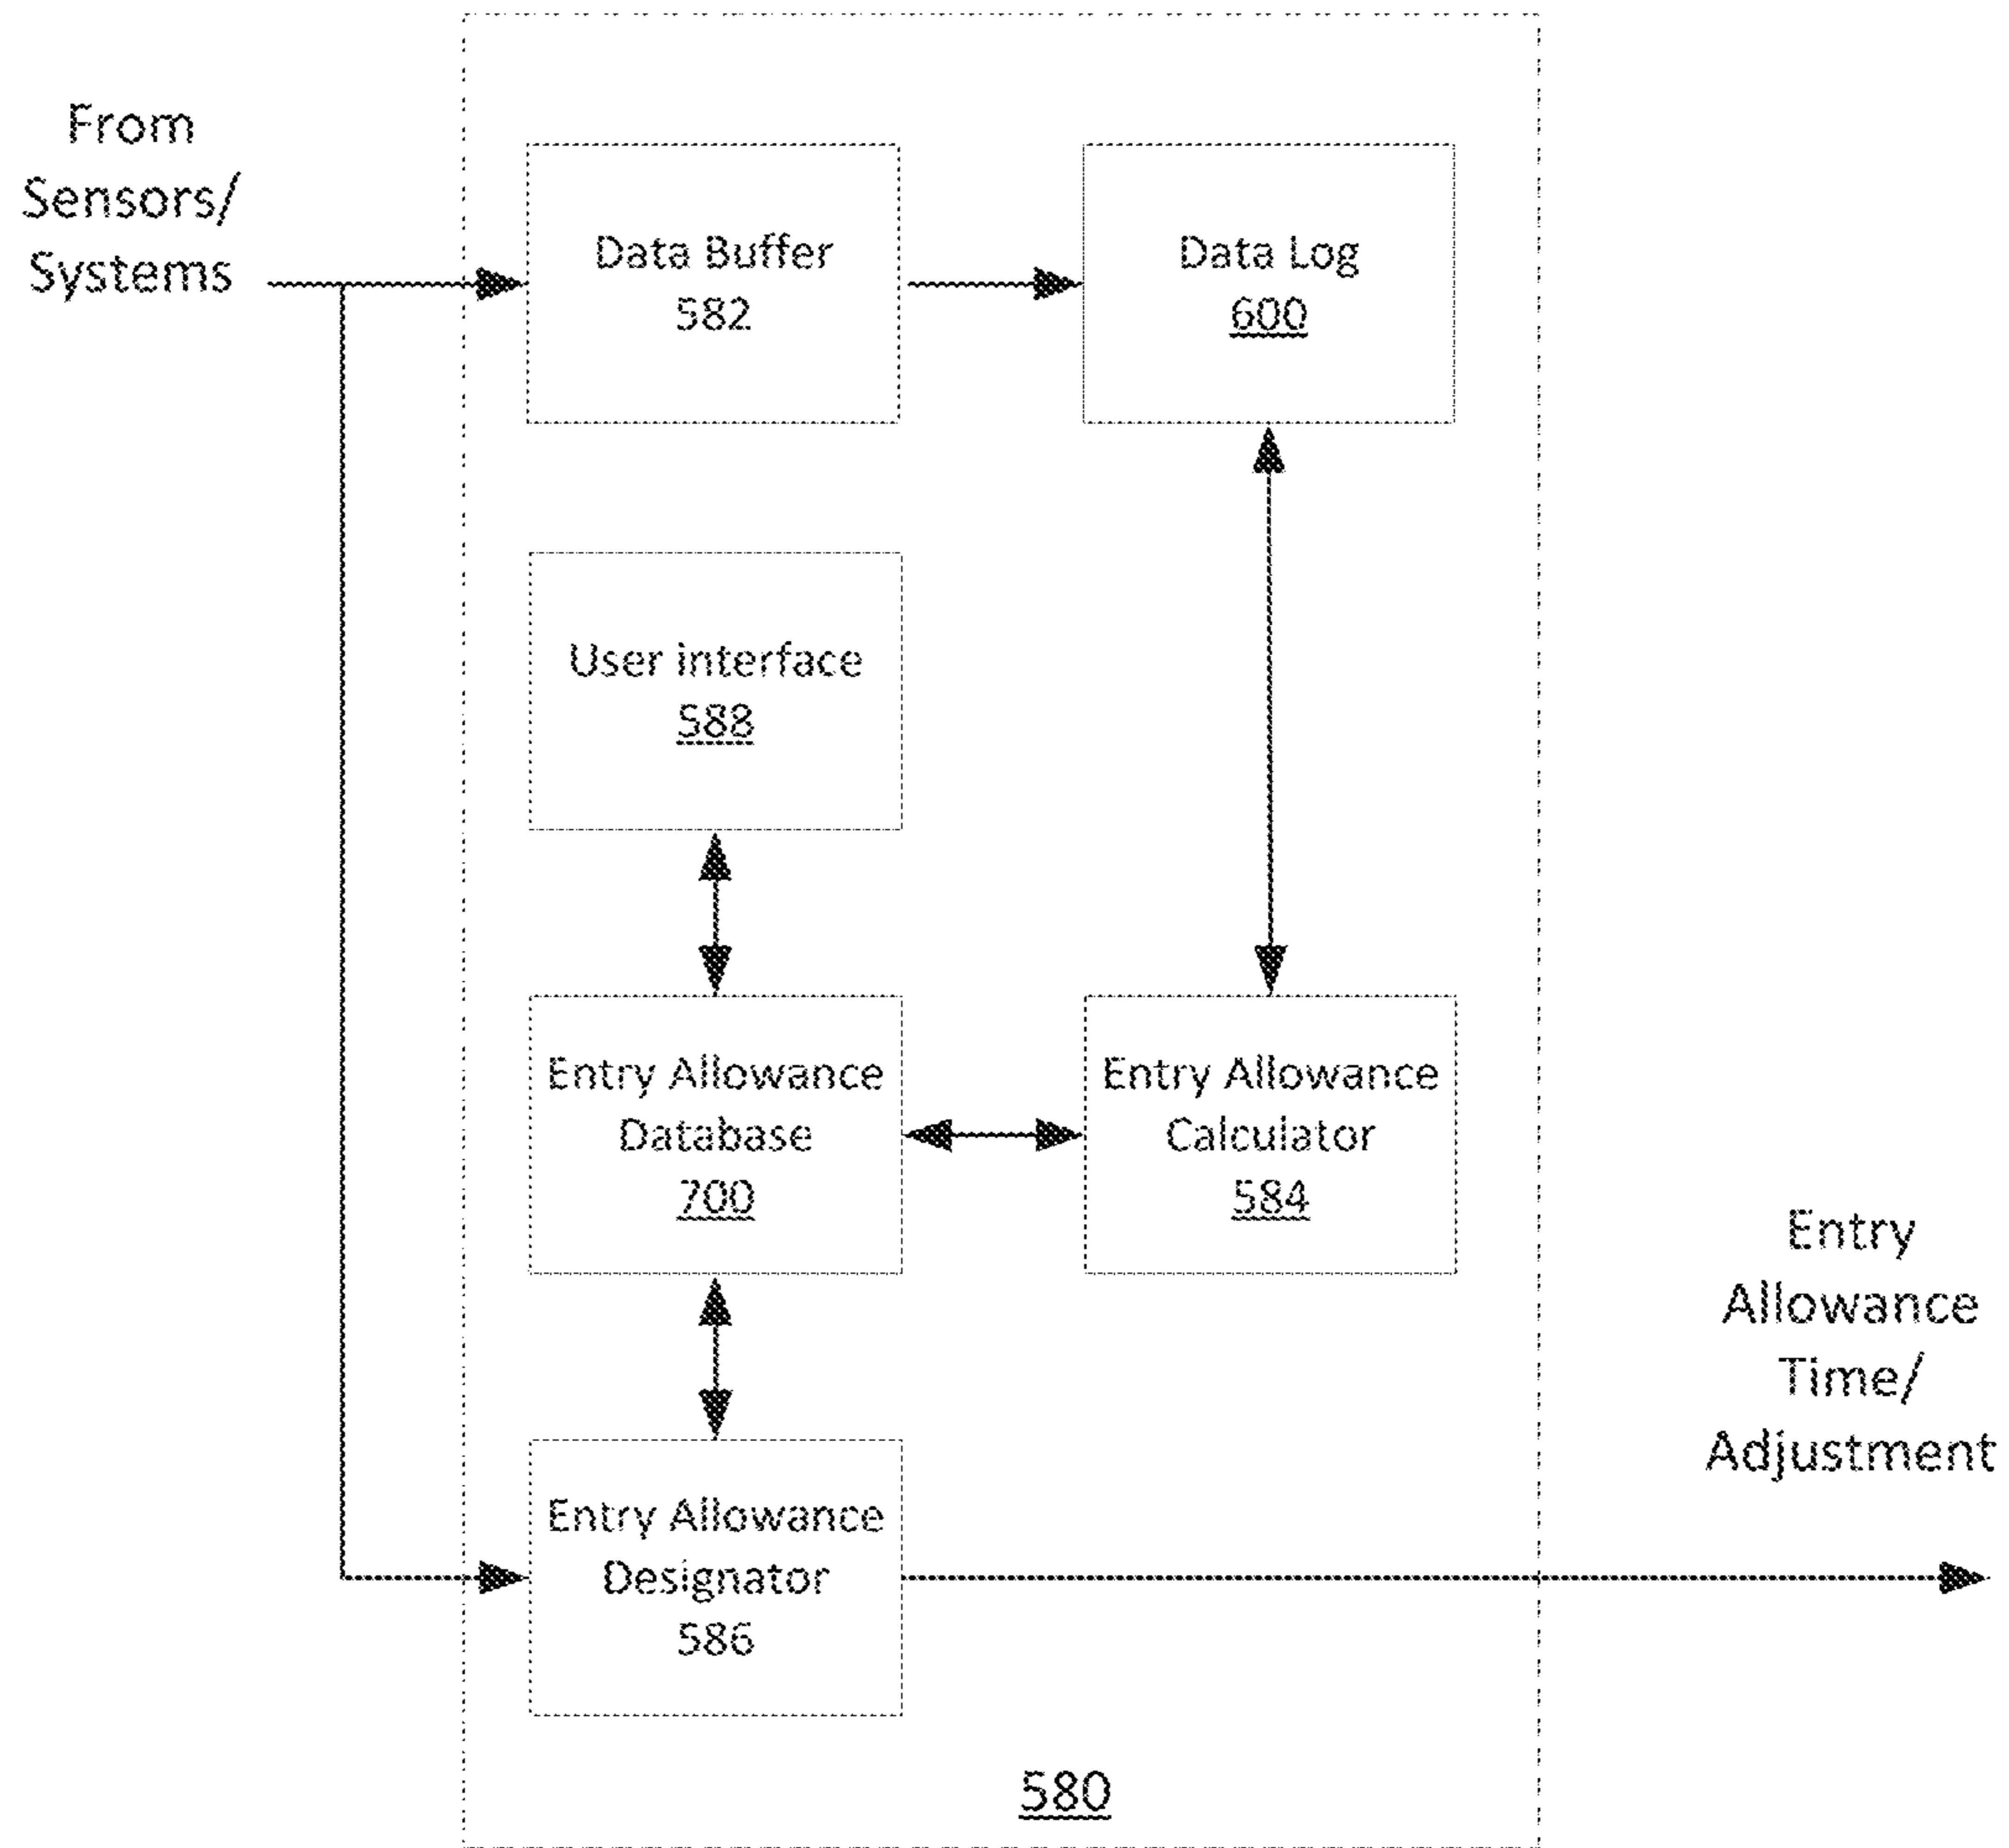 From
Sensors/
Systems
Data Buffer
582
Data Log
600
User interface
588
Entry Allowance
Database
700
Entry Allowance
Calculator
584
Entry
Allowance
Time/
Adjustment
Entry Allowance
Designator
586
580